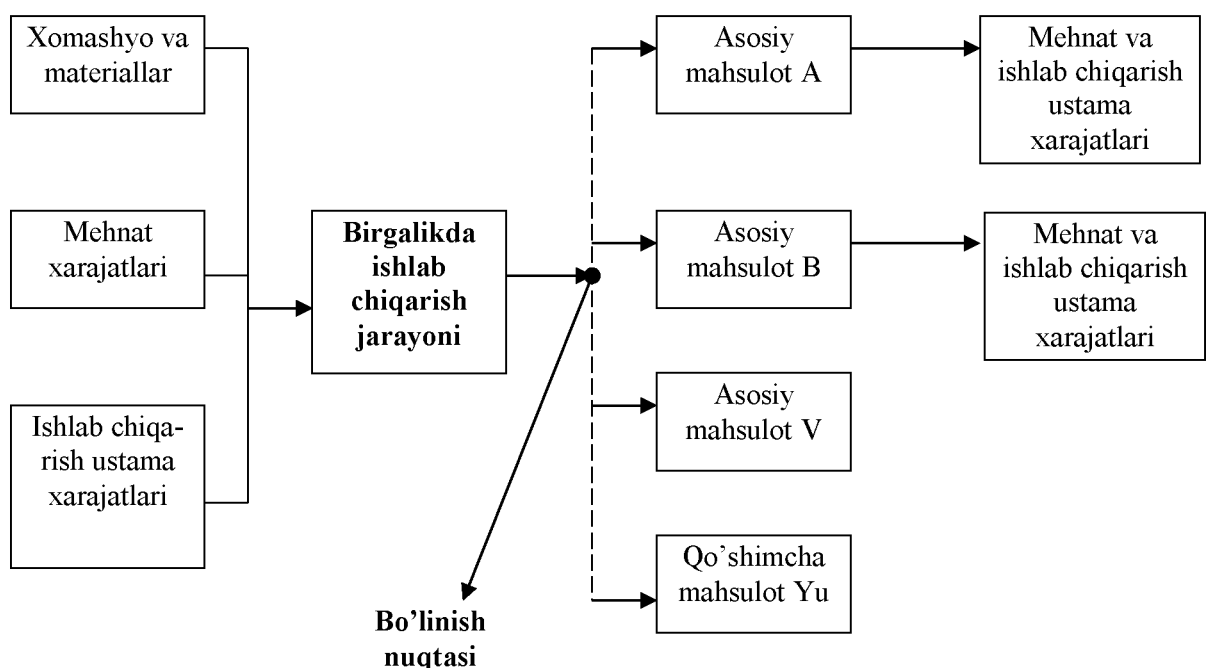 Xomashyo va
materiallar
Mehnat
xarajatlari
Ishlab chiqa-
rish ustama
xarajatlari
Birgalikda
ishlab
chiqarish
jarayoni
Bo’linish
nuqtasi
Asosiy
mahsulot A
Asosiy
mahsulot B
Asosiy
mahsulot V
Qo’shimcha
mahsulot Yu
Mehnat va
ishlab chiqarish
ustama
xarajatlari
Mehnat va
ishlab chiqarish
ustama
xarajatlari